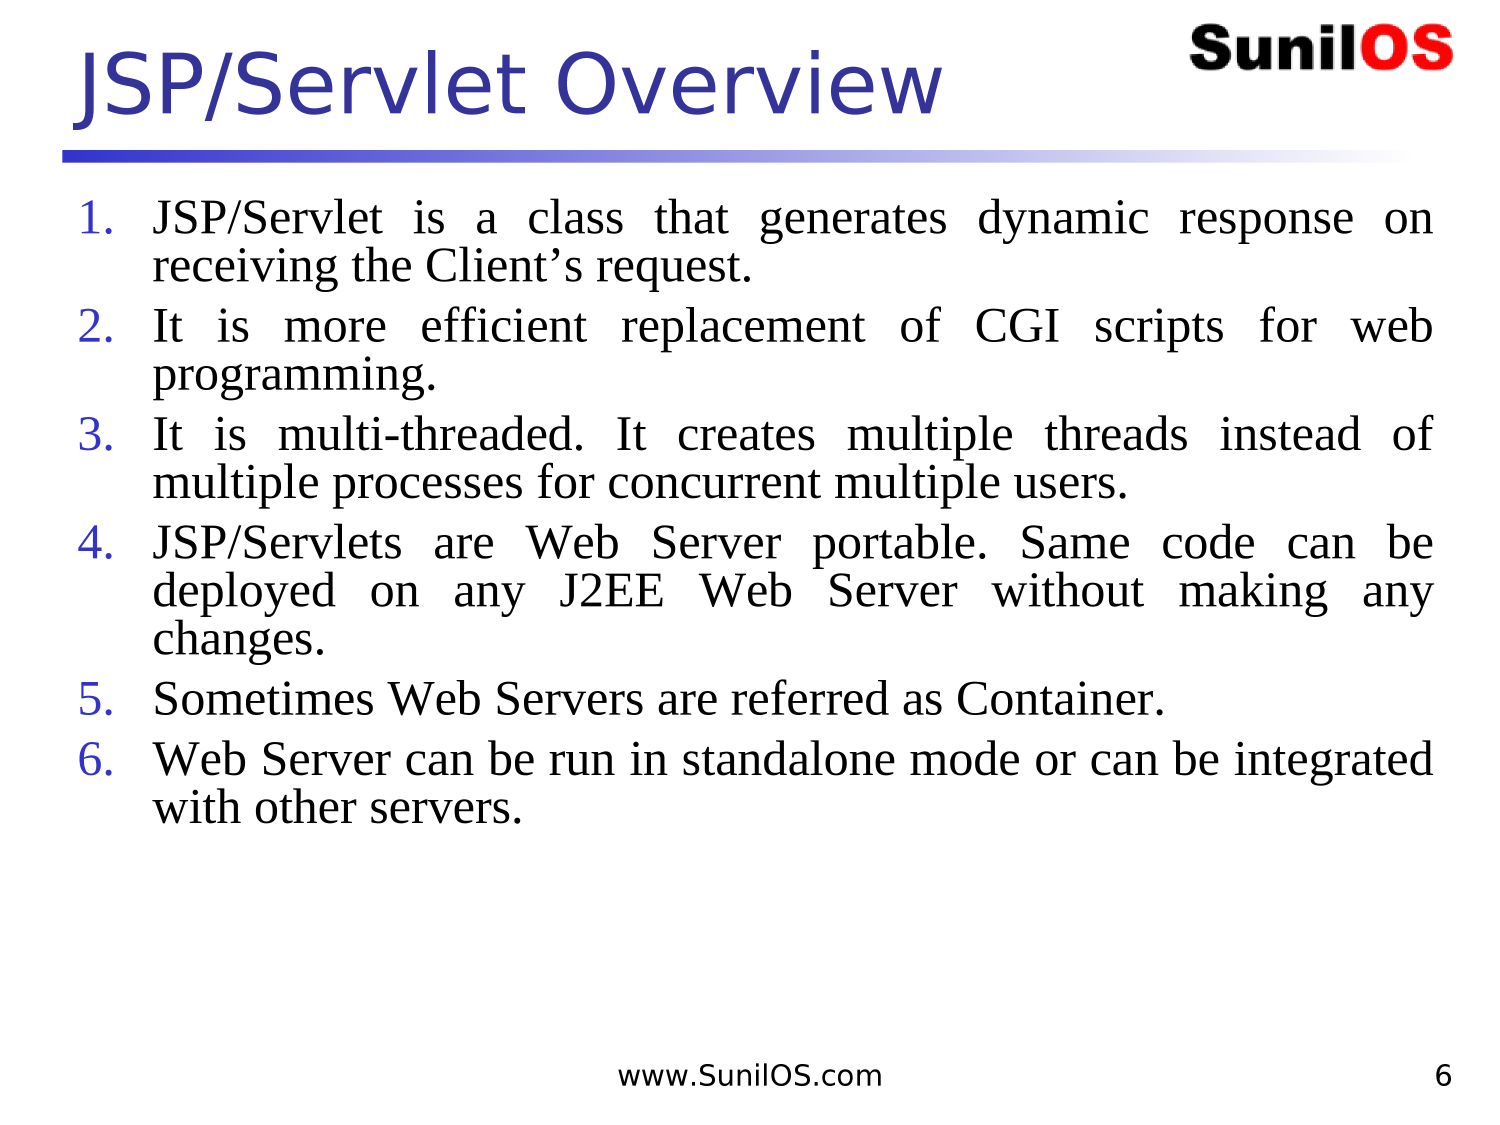 JSP/Servlet Overview
SunilOS
1. JSP/Servlet is a class that generates dynamic response on
receiving the Client’s request.
2. It is more efficient replacement of CGI scripts for web
programming.
3. It is multi-threaded. It creates multiple threads instead of
multiple processes for concurrent multiple users.
4. JSP/Servlets are Web Server portable. Same code can be
deployed on any J2EE Web Server without making any
changes.
5. Sometimes Web Servers are referred as Container.
6. Web Server can be run in standalone mode or can be integrated
with other servers.
www.SunilOS.com
6